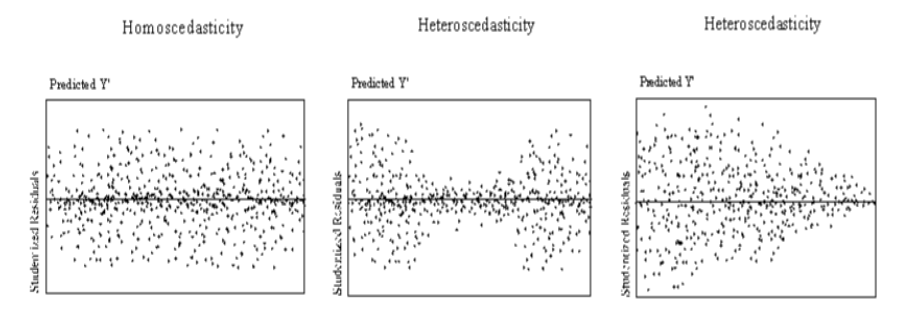 Homoscedasticity
Heteroscedasticity
Heteroscedasticity
Predicted Y'
Predicted Y'
Predicted Y'
Studentized Residuals
Studentized Residuals
Studentized Residuals